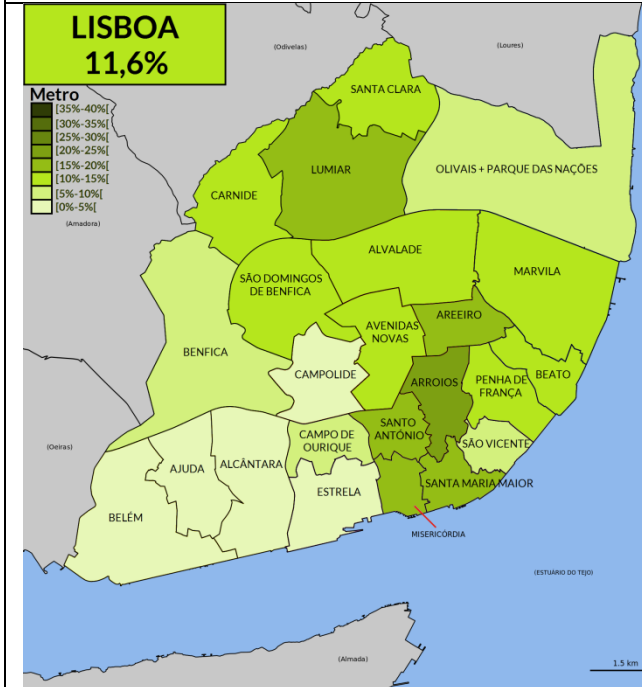 LISBOA
11,6%
Metro
[35%-40%[
[30%-35%[
[25%-30%[
[20%-25%[
[15%-20%[
[10%-15%[
[5%-10%[
[0%-5%[
(Odivelas)
(Loures)
SANTA CLARA
LUMIAR
OLIVAIS + PARQUE DAS NAÇÕES
CARNIDE
(Amadora)
ALVALADE
SÃO DOMINGOS
DE BENFICA
MARVILA
AREEIRO
AVENIDAS
NOVAS
BENFICA
CAMPOLIDE
ARROIOS
PENHA DE
FRANÇA
BEATO
SANTO
ANTÓNIO
CAMPO DE
OURIQUE
SÃO VICENTE
(Oeiras)
AJUDA
ALCÂNTARA
ESTRELA
SANTA MARIA MAIOR
BELÉM
MISERICÓRDIA
(ESTUÁRIO DO TEJO)
(Almada)
1.5 km